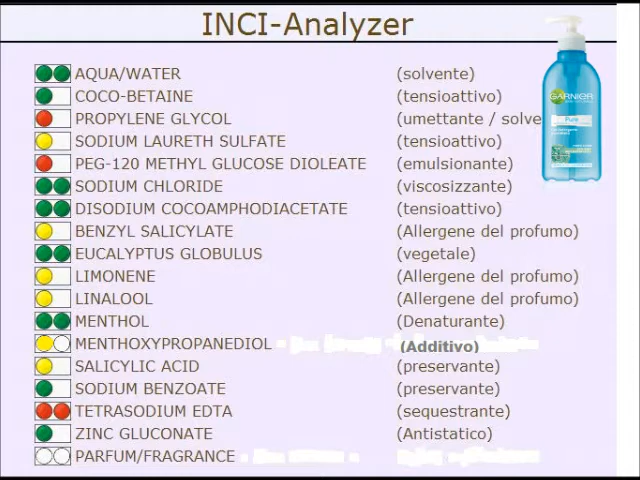 INCI-Analyzer
AQUA/WATER (solvente)
COCO-BETAINE (tensioattivo)
PROPYLENE GLYCOL (umettante / solve
SODIUM LAURETH SULFATE (tensioattivo)
PEG-120 METHYL GLUCOSE DIOLEATE (emulsionante)
SODIUM CHLORIDE (viscosizzante)
DISODIUM COCOAMPHODIACETATE (tensioattivo)
BENZYL SALICYLATE (Allergene del profumo)
EUCALYPTUS GLOBULUS (vegetale)
LIMONENE (Allergene del profumo)
LINALOOL (Allergene del profumo)
MENTHOL (Denaturante)
MENTHOXYPROPANEDIOL (Additivo)
SALICYLIC ACID (preservante)
SODIUM BENZOATE (preservante)
TETRASODIUM EDTA (sequestrante)
ZINC GLUCONATE (Antistatico)
PARFUM/FRAGRANCE
GARNIER
Pure